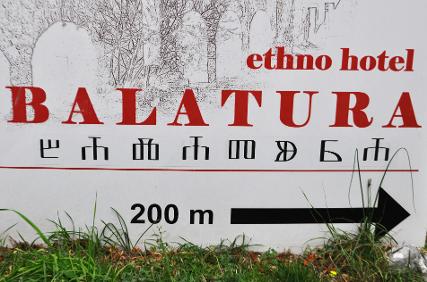 ethno hotel
BALATURA
ⰁⰀⰎⰀⰕⰖⰓⰀ
200 m